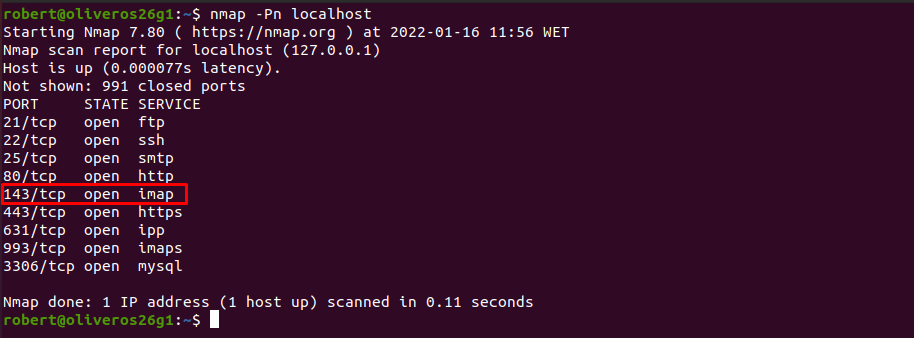 robert@oliveros26g1:~$ nmap -Pn localhost
Starting Nmap 7.80 ( https://nmap.org ) at 2022-01-16 11:56 WET
Nmap scan report for localhost (127.0.0.1)
Host is up (0.000077s latency).
Not shown: 991 closed ports
PORT     STATE SERVICE
21/tcp   open  ftp
22/tcp   open  ssh
25/tcp   open  smtp
80/tcp   open  http
143/tcp  open  imap
443/tcp  open  https
631/tcp  open  ipp
993/tcp  open  imaps
3306/tcp open  mysql
Nmap done: 1 IP address (1 host up) scanned in 0.11 seconds
robert@oliveros26g1:~$